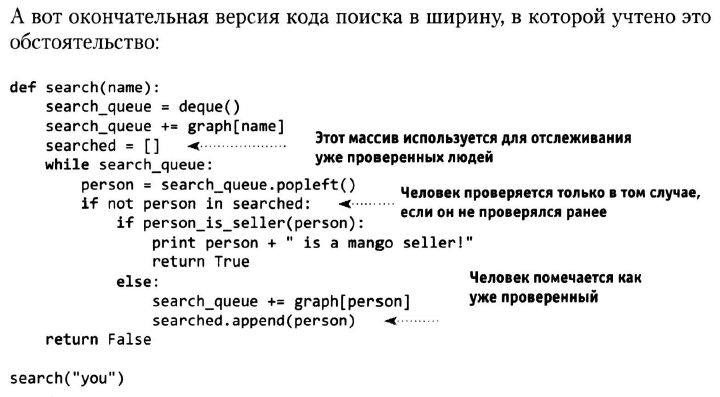 А вот окончательная версия кода поиска в ширину, в которой учтено это
обстоятельство:
def search(name):
    search_queue = deque()
    search_queue += graph[name]
    searched = []
Этот массив используется для отслеживания
уже проверенных людей
    while search_queue:
        person = search_queue.popleft()
        if not person in searched:
Человек проверяется только в том случае,
если он не проверялся ранее
            if person_is_seller(person):
                print person + " is a mango seller!"
                return True
            else:
                search_queue += graph[person]
                searched.append(person)
Человек помечается как
уже проверенный
    return False
search("you")